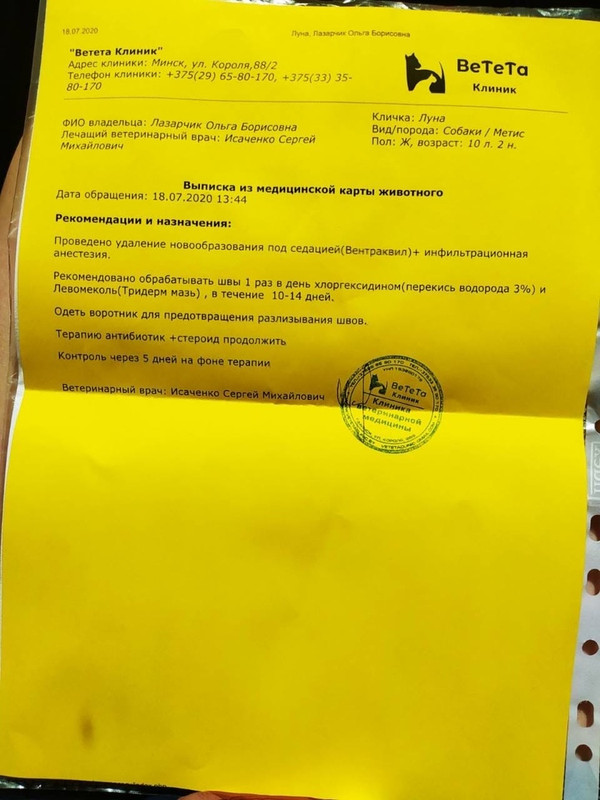 18.07.2020
Луна, Лазарчик Ольга Борисовна
"Ветета Клиник"
Адрес клиники: Минск, ул. Короля,88/2
Телефон клиники: +375(29) 65-80-170, +375(33) 35-
80-170
ВеТеТа
Клиник
ФИО владельца: Лазарчик Ольга Борисовна
Лечащий ветеринарный врач: Исаченко Сергей
Михайлович
Кличка: Луна
Вид/порода: Собаки / Метис
Пол: Ж, возраст: 10 л. 2 н.
Выписка из медицинской карты животного
Дата обращения: 18.07.2020 13:44
Рекомендации и назначения:
Проведено удаление новообразования под седацией(Вентраквил)+ инфильтрационная
анестезия.
Рекомендовано обрабатывать швы 1 раз в день хлоргексидином(перекись водорода 3%) и
Левомеколь(Тридерм мазь) , в течение 10-14 дней.
Одеть воротник для предотвращения разлизывания швов.
Терапию антибиотик +стероид продолжить
Контроль через 5 дней на фоне терапии
Ветеринарный врач: Исаченко Сергей Михайлович
ВеТеТа
Клиник
Клиника
ветеринарной
медицины